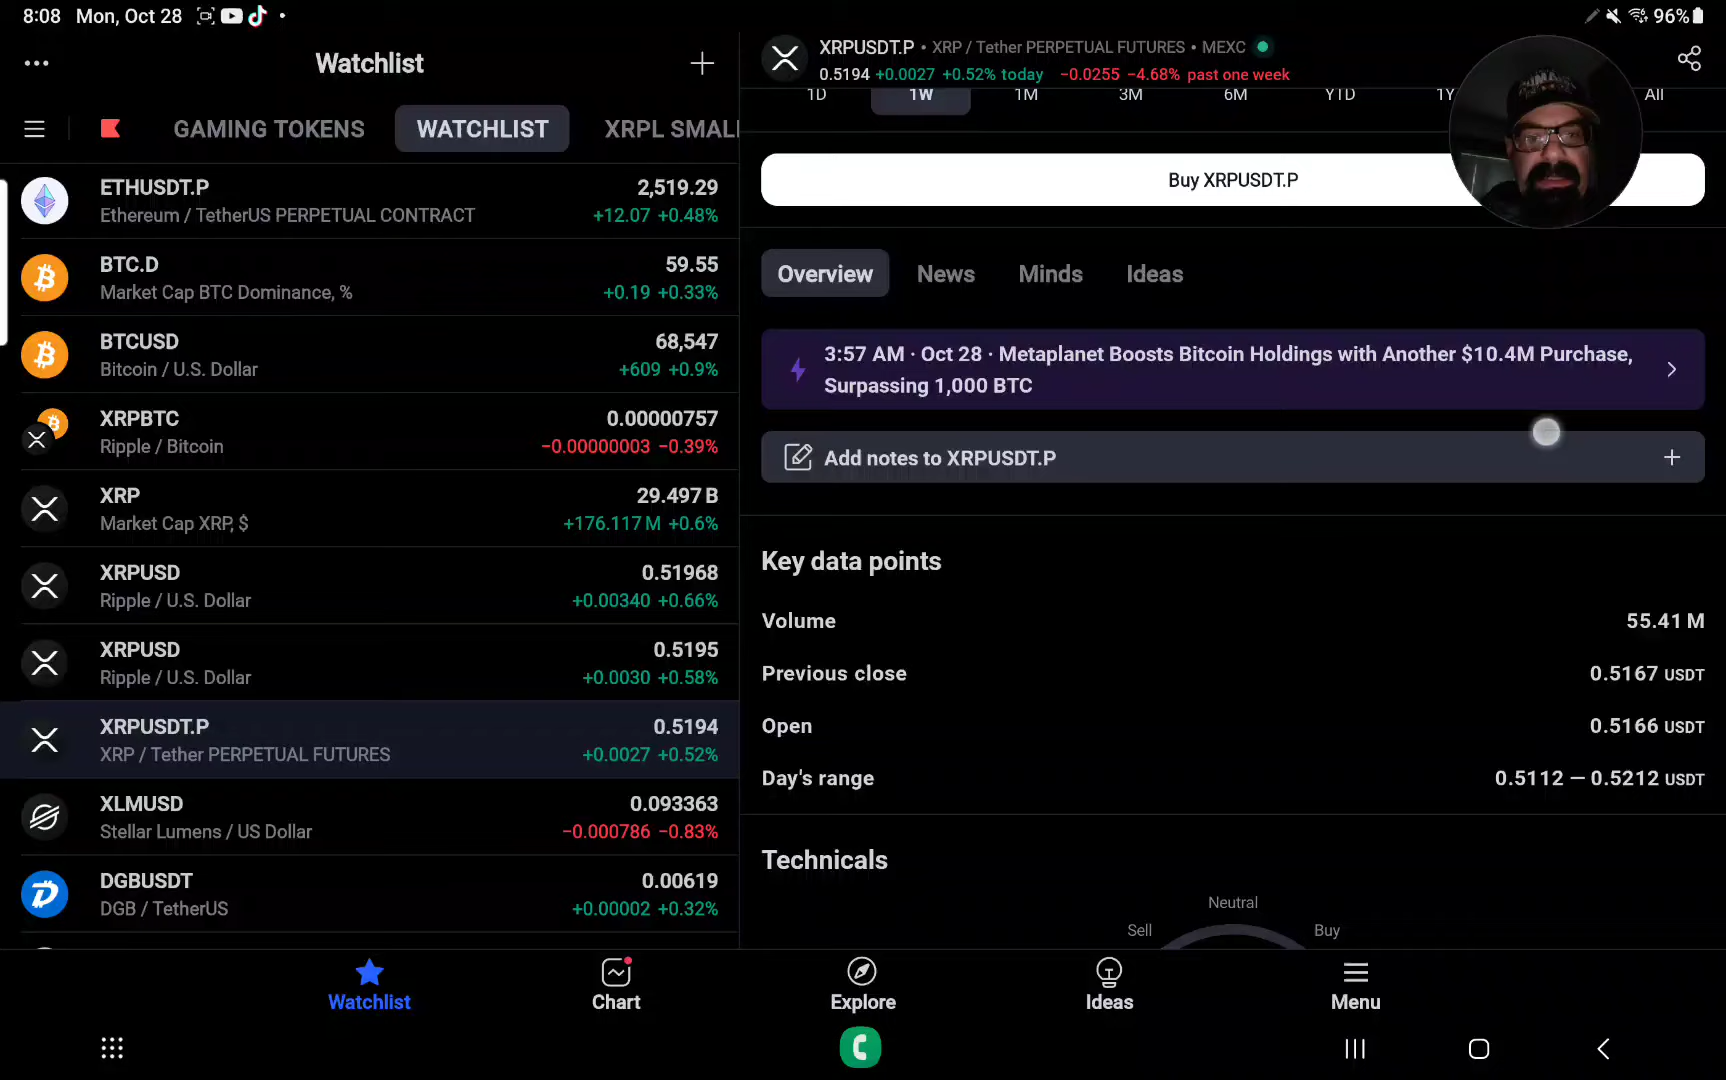 8:08 Mon, Oct 28
96%
Watchlist
GAMING TOKENS
WATCHLIST
XRPL SMAL
ETHUSDT.P 2,519.29
Ethereum / TetherUS PERPETUAL CONTRACT +12.07 +0.48%
BTC.D 59.55
Market Cap BTC Dominance, % +0.19 +0.33%
BTCUSD 68,547
Bitcoin / U.S. Dollar +609 +0.9%
XRPBTC 0.00000757
Ripple / Bitcoin −0.00000003 −0.39%
XRP 29.497 B
Market Cap XRP, $ +176.117 M +0.6%
XRPUSD 0.51968
Ripple / U.S. Dollar +0.00340 +0.66%
XRPUSD 0.5195
Ripple / U.S. Dollar +0.0030 +0.58%
XRPUSDT.P 0.5194
XRP / Tether PERPETUAL FUTURES +0.0027 +0.52%
XLMUSD 0.093363
Stellar Lumens / US Dollar −0.000786 −0.83%
DGBUSDT 0.00619
DGB / TetherUS +0.00002 +0.32%
XRPUSDT.P • XRP / Tether PERPETUAL FUTURES • MEXC
0.5194 +0.0027 +0.52% today −0.0255 −4.68% past one week
1D 1W 1M 3M 6M YTD 1Y All
Buy XRPUSDT.P
Overview News Minds Ideas
3:57 AM · Oct 28 · Metaplanet Boosts Bitcoin Holdings with Another $10.4M Purchase,
Surpassing 1,000 BTC
Add notes to XRPUSDT.P
Key data points
Volume 55.41 M
Previous close 0.5167 USDT
Open 0.5166 USDT
Day's range 0.5112 — 0.5212 USDT
Technicals
Neutral
Sell Buy
Watchlist Chart Explore Ideas Menu